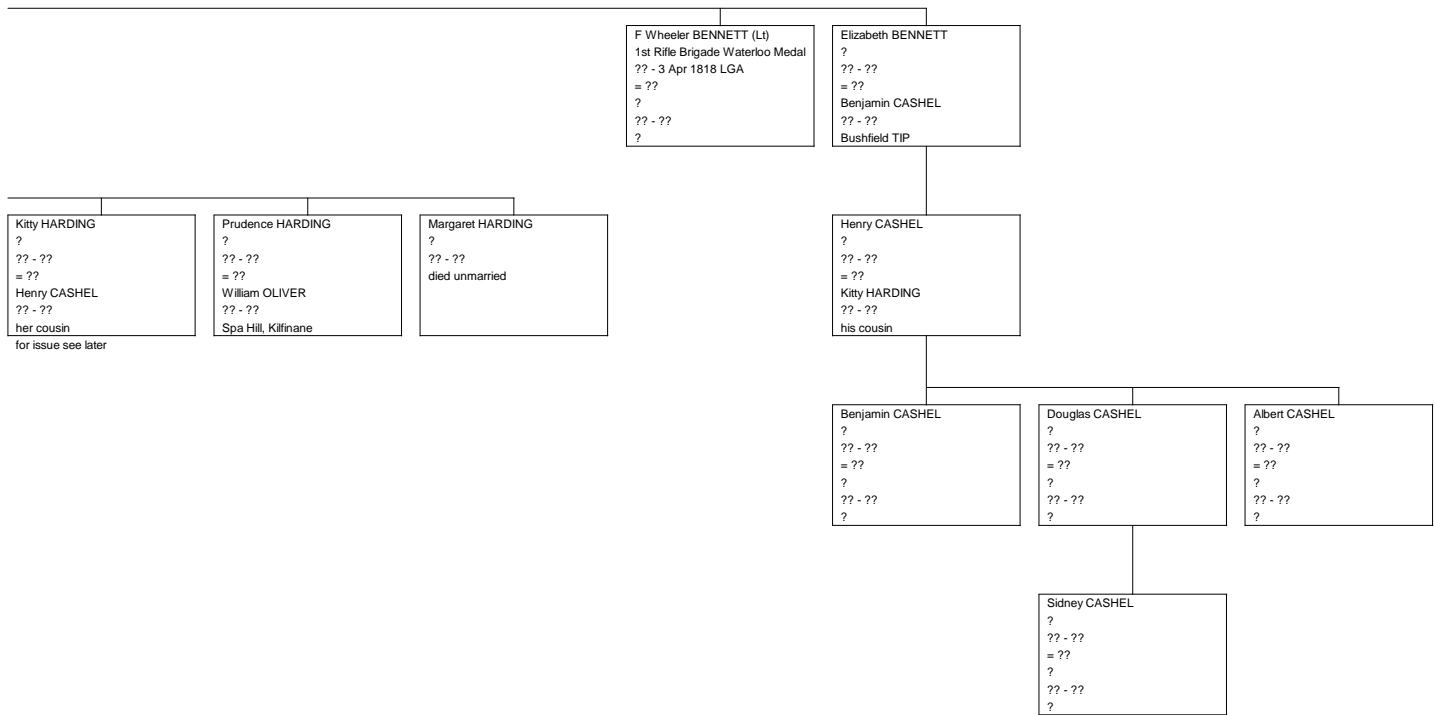 F Wheeler BENNETT (Lt)
1st Rifle Brigade Waterloo Medal
?? - 3 Apr 1818 LGA
= ??
?
?? - ??
?
Elizabeth BENNETT
?
?? - ??
= ??
Benjamin CASHEL
?? - ??
Bushfield TIP
Kitty HARDING
?
?? - ??
= ??
Henry CASHEL
?? - ??
her cousin
for issue see later
Prudence HARDING
?
?? - ??
= ??
William OLIVER
?? - ??
Spa Hill, Kilfinane
Margaret HARDING
?
?? - ??
died unmarried
Henry CASHEL
?
?? - ??
= ??
Kitty HARDING
?? - ??
his cousin
Benjamin CASHEL
?
?? - ??
= ??
?
?? - ??
?
Douglas CASHEL
?
?? - ??
= ??
?
?? - ??
?
Albert CASHEL
?
?? - ??
= ??
?
?? - ??
?
Sidney CASHEL
?
?? - ??
= ??
?
?? - ??
?